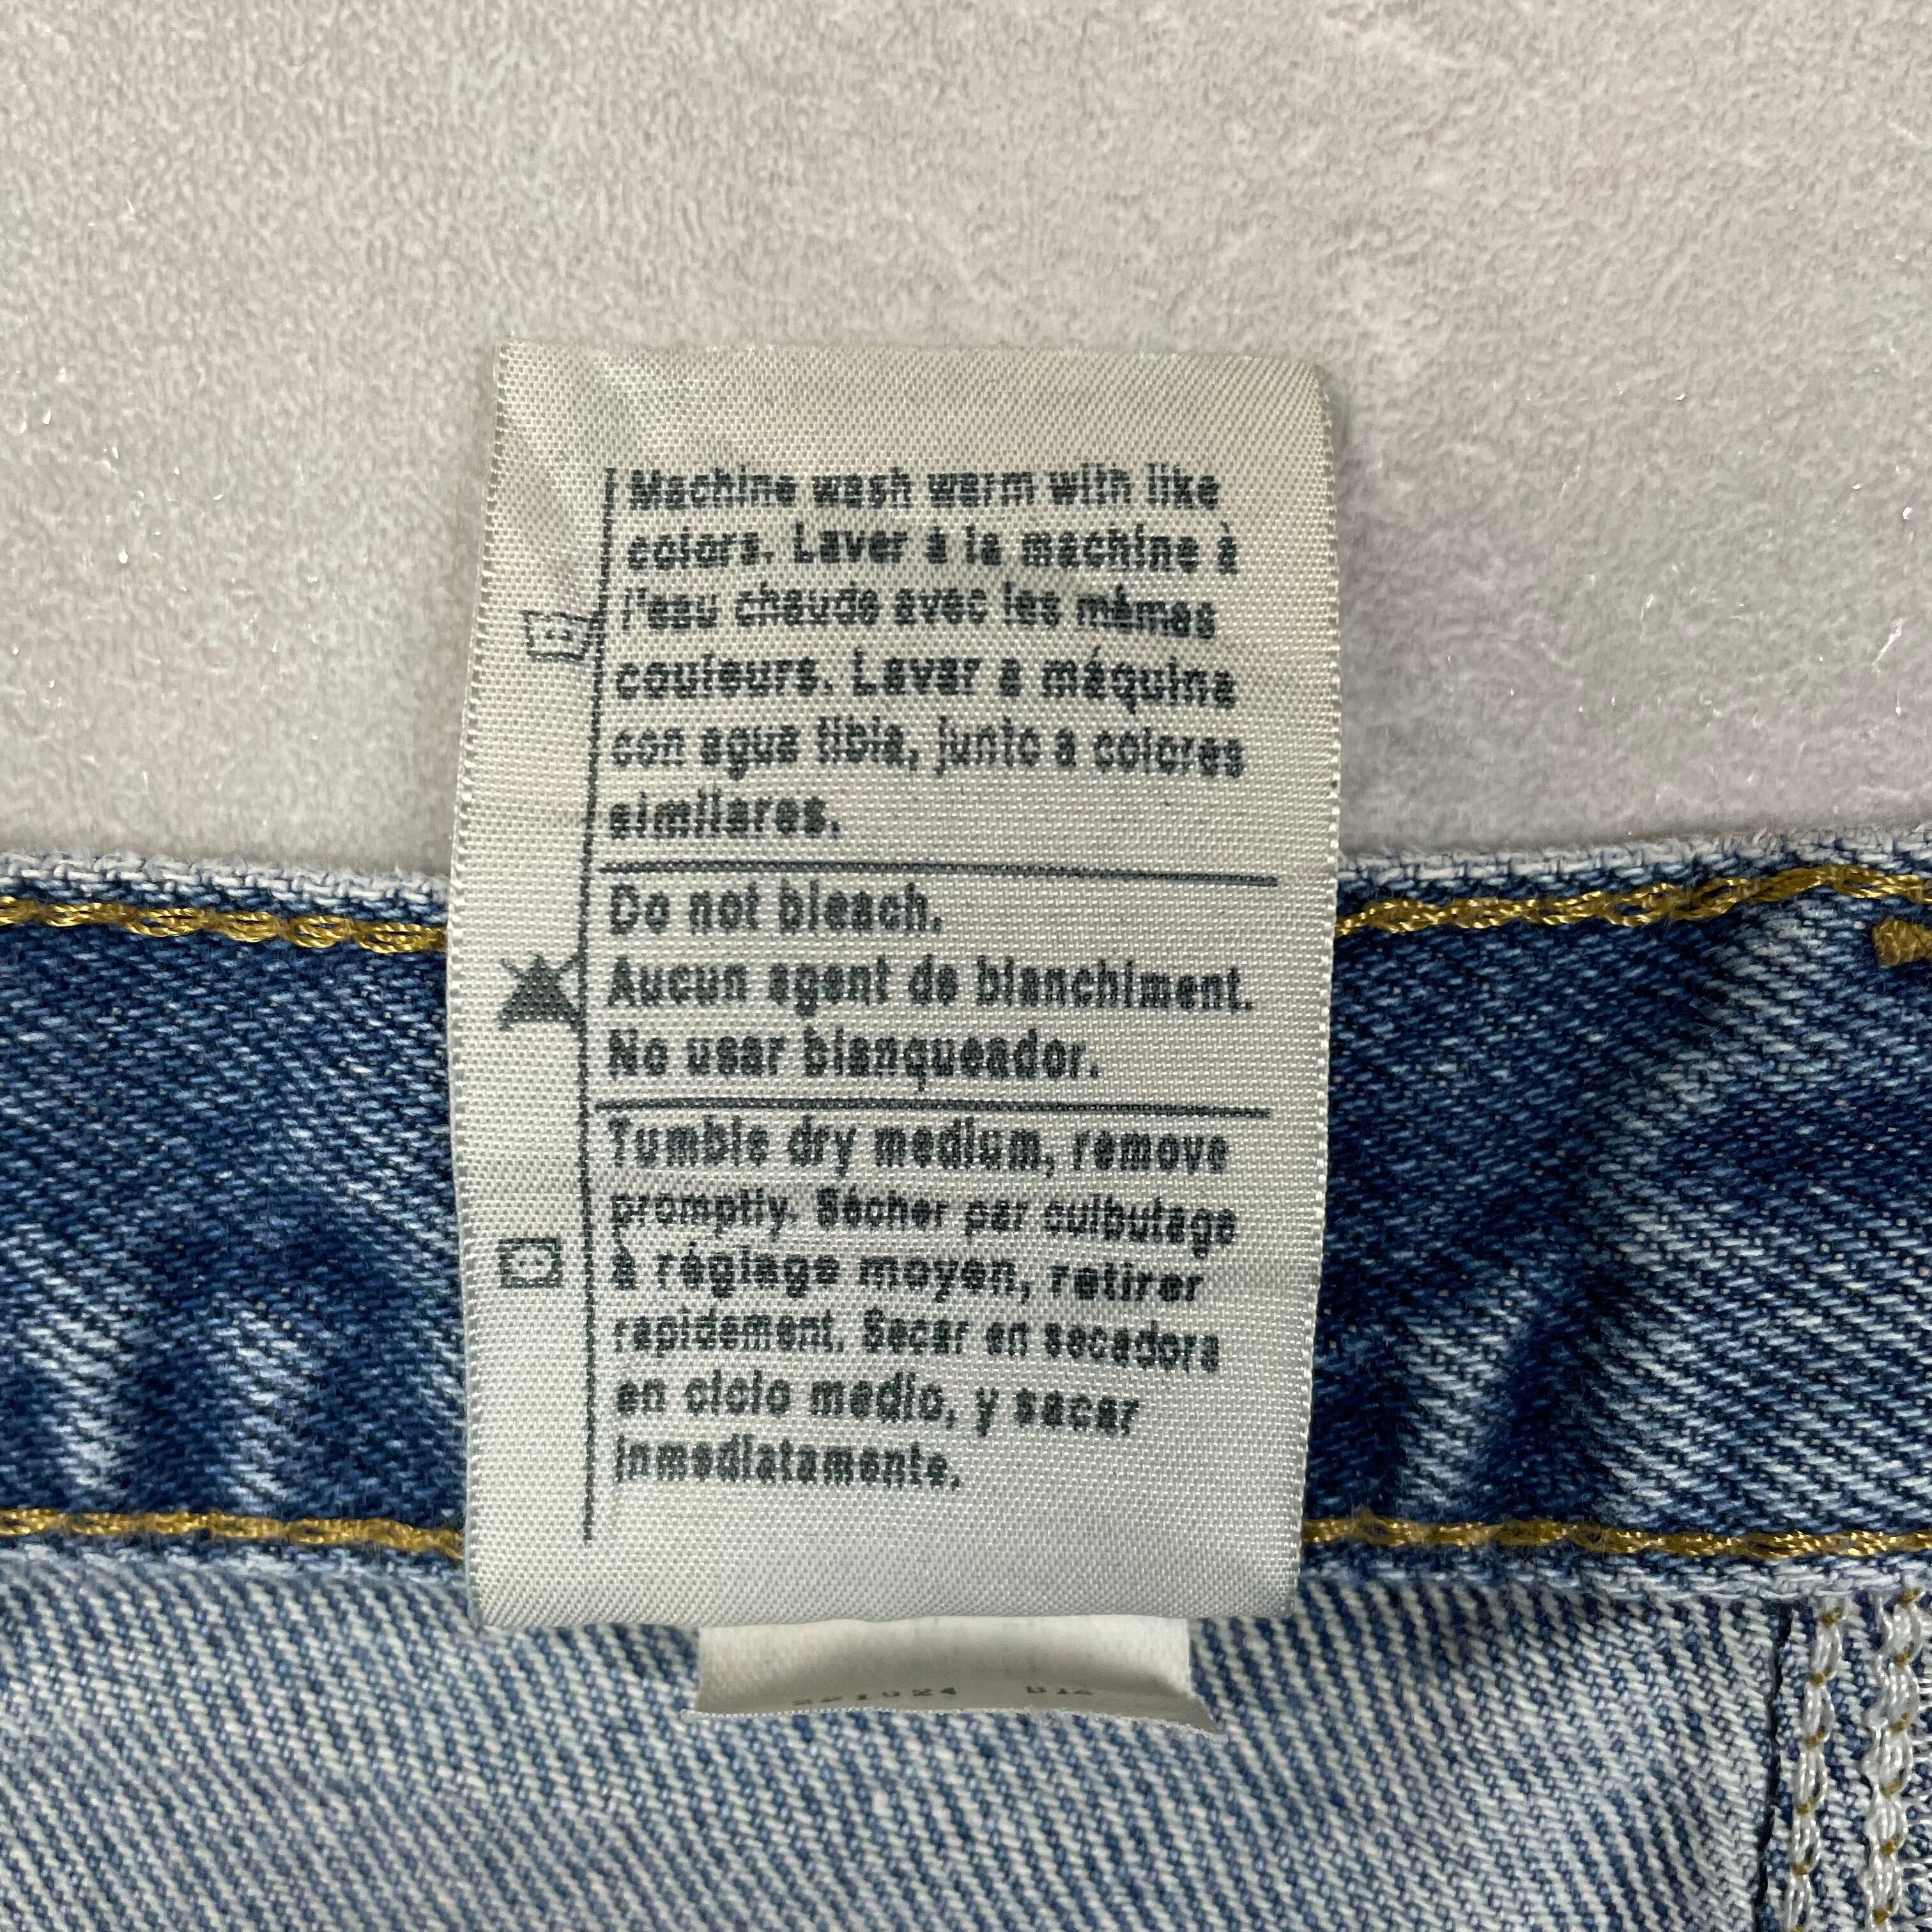 Machine wash warm with like
colors. Laver à la machine à
l'eau chaude avec les mêmes
couleurs. Lavar a máquina
con agua tibia, junto a colores
similares.
Do not bleach.
Aucun agent de blanchiment.
No usar blanqueador.
Tumble dry medium, remove
promptly. Sécher par culbutage
à réglage moyen, retirer
rapidement. Secar en secadora
en ciclo medio, y sacar
inmediatamente.